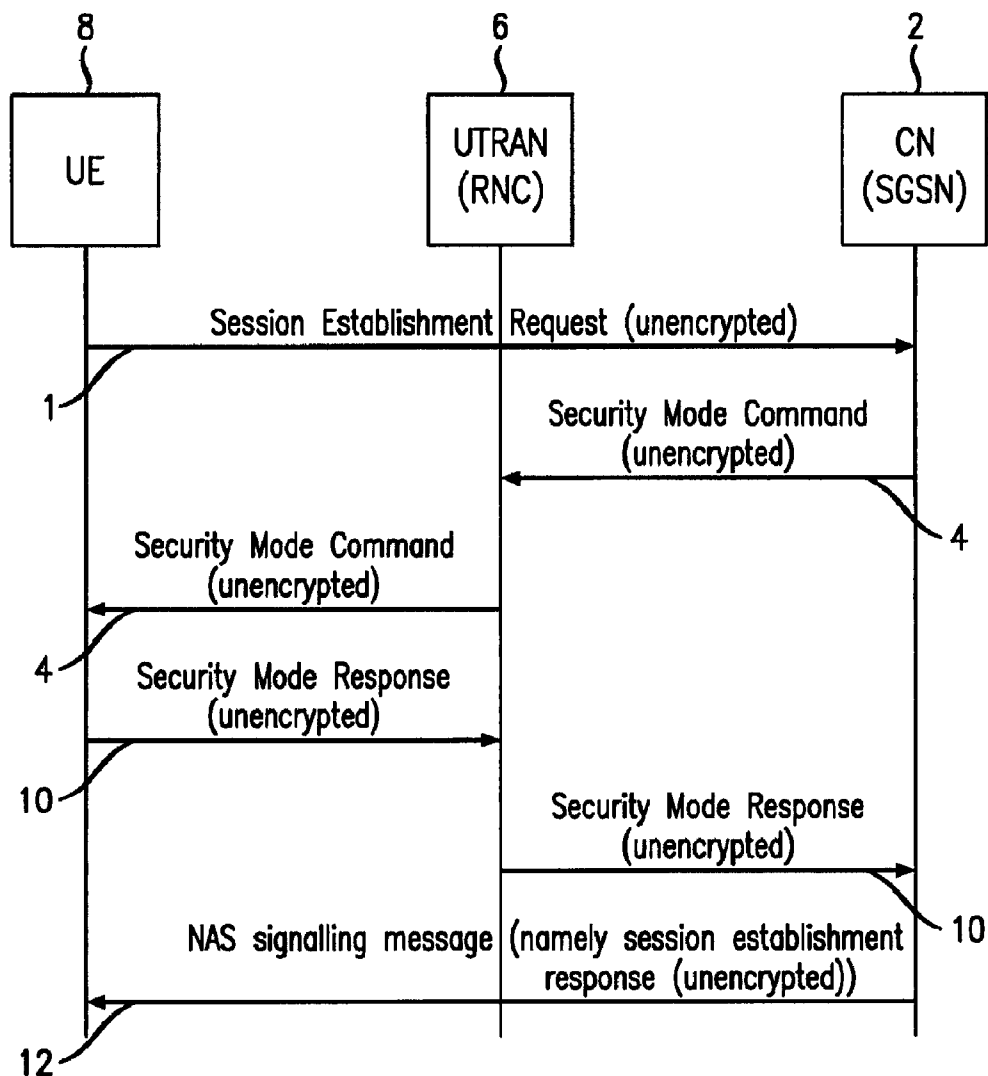 8
6
2
UE
UTRAN
(RNC)
CN
(SGSN)
Session Establishment Request (unencrypted)
1
Security Mode Command
(unencrypted)
4
Security Mode Command
(unencrypted)
4
Security Mode Response
(unencrypted)
10
Security Mode Response
(unencrypted)
10
NAS signalling message (namely session establishment
response (unencrypted))
12